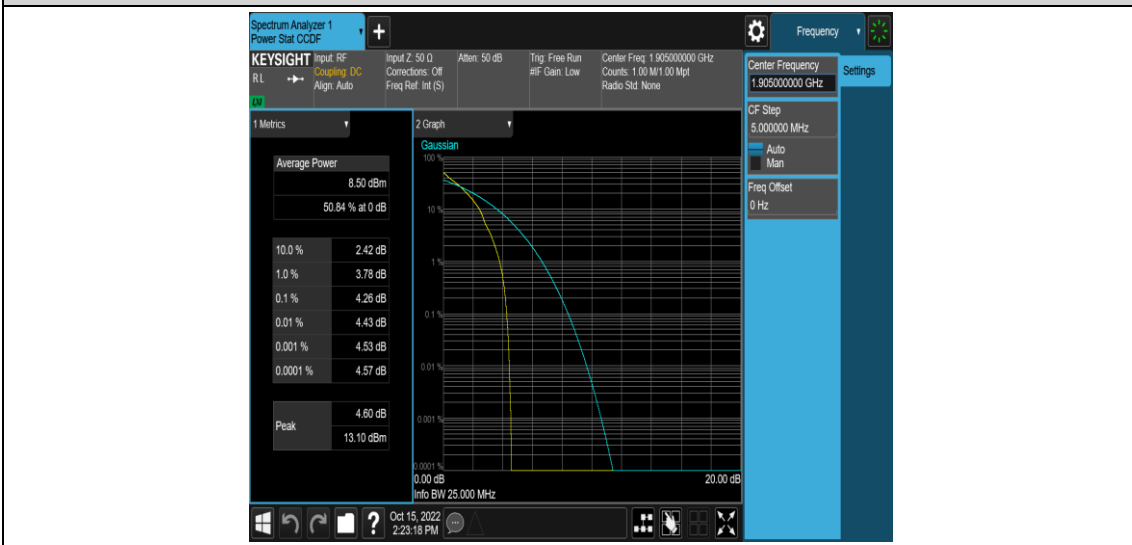 Spectrum Analyzer 1
Power Stat CCDF
+
Frequency
KEYSIGHT
RL
LXI
Input: RF
Coupling: DC
Align: Auto
Input Z: 50 Ω
Corrections: Off
Freq Ref: Int (S)
Atten: 50 dB
Trig: Free Run
#IF Gain: Low
Center Freq: 1.905000000 GHz
Counts: 1.00 M/1.00 Mpt
Radio Std: None
Center Frequency
1.905000000 GHz
Settings
CF Step
5.000000 MHz
Auto
Man
Freq Offset
0 Hz
1 Metrics
Average Power
8.50 dBm
50.84 % at 0 dB
10.0 % 2.42 dB
1.0 % 3.78 dB
0.1 % 4.26 dB
0.01 % 4.43 dB
0.001 % 4.53 dB
0.0001 % 4.57 dB
Peak 4.60 dB
13.10 dBm
2 Graph
Gaussian
100 %
10 %
1 %
0.1 %
0.01 %
0.001 %
0.0001 %
0.00 dB 20.00 dB
Info BW 25.000 MHz
?
Oct 15, 2022
2:23:18 PM